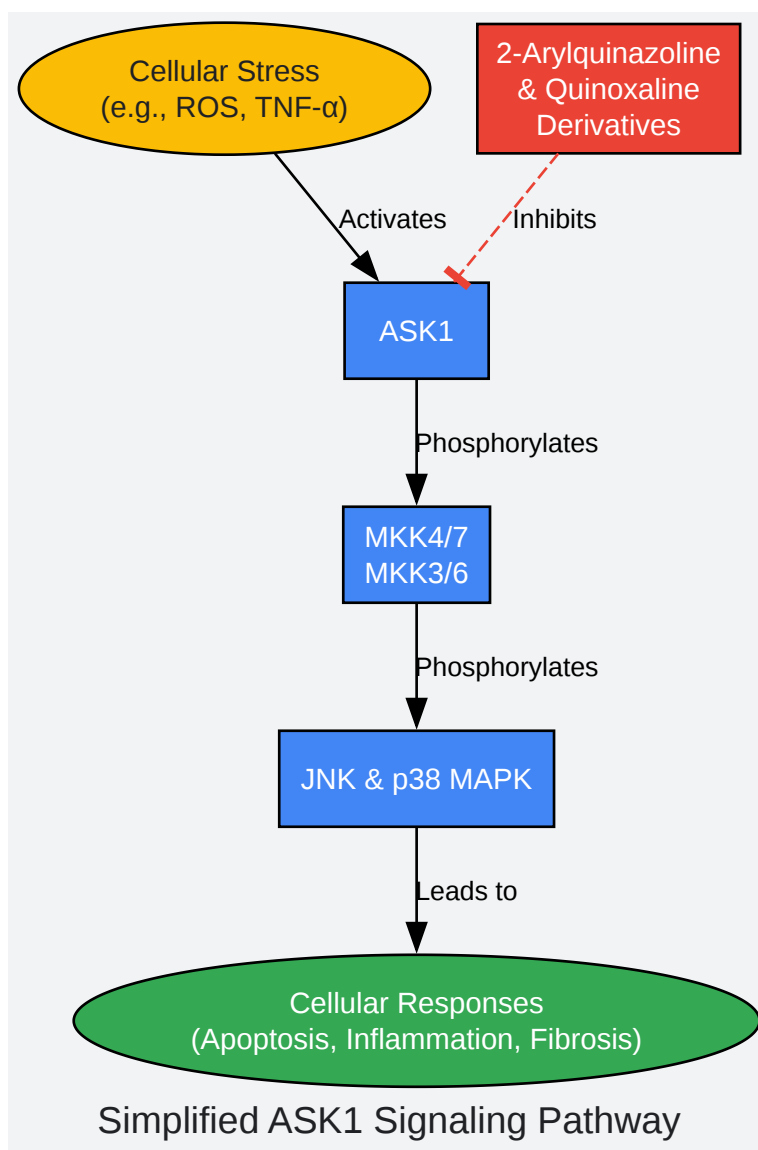 Cellular Stress
(e.g., ROS, TNF-α)
2-Arylquinazoline
& Quinoxaline
Derivatives
Activates
Inhibits
ASK1
Phosphorylates
MKK4/7
MKK3/6
Phosphorylates
JNK & p38 MAPK
Leads to
Cellular Responses
(Apoptosis, Inflammation, Fibrosis)
Simplified ASK1 Signaling Pathway